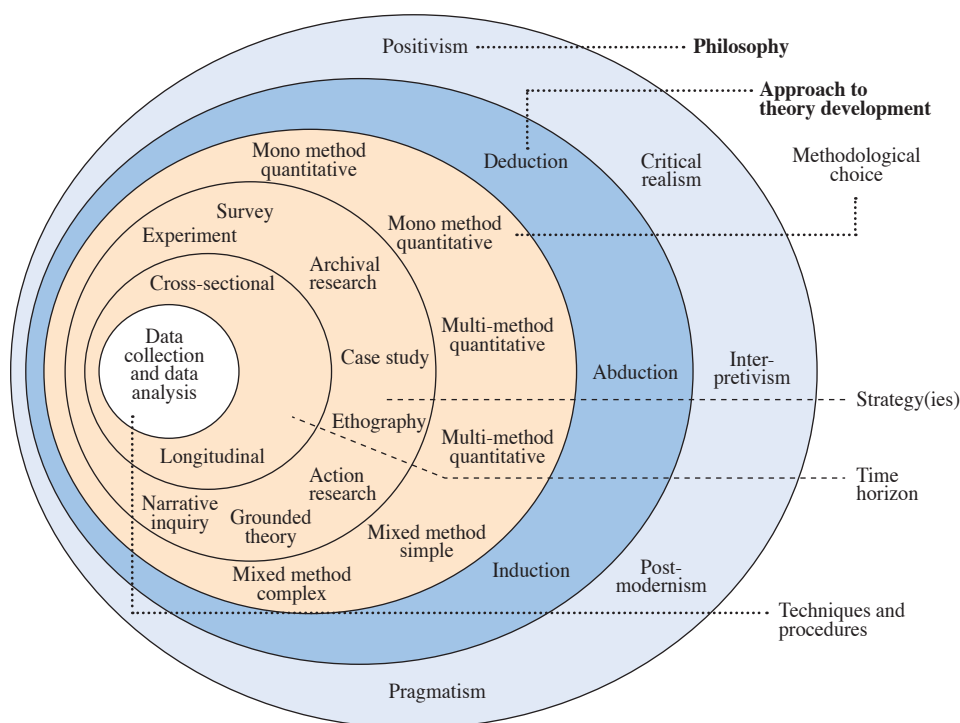 Positivism
Philosophy
Approach to
theory development
Mono method
quantitative
Deduction
Critical
realism
Methodological
choice
Survey
Experiment
Mono method
quantitative
Archival
research
Cross-sectional
Data
collection
and data
analysis
Case study
Multi-method
quantitative
Abduction
Inter-
pretivism
Strategy(ies)
Ethography
Multi-method
quantitative
Longitudinal
Action
research
Time
horizon
Narrative
inquiry
Grounded
theory
Mixed method
simple
Mixed method
complex
Induction
Post-
modernism
Techniques and
procedures
Pragmatism